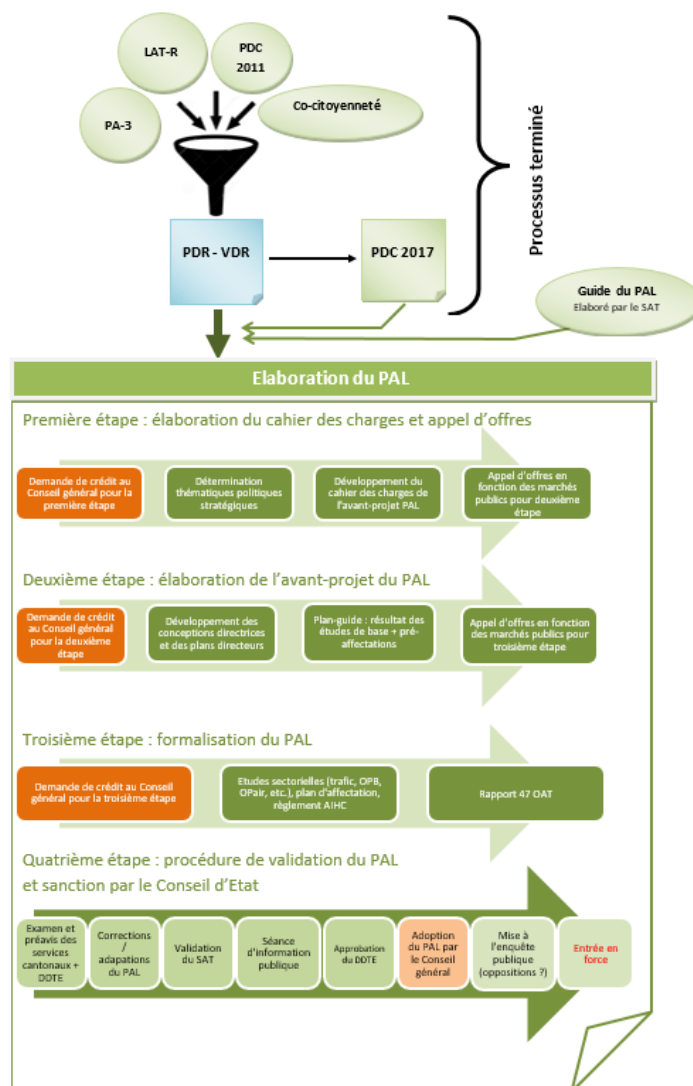 LAT-R
PDC
2011
PA-3
Co-citoyenneté
Processus terminé
PDR - VDR
PDC 2017
Guide du PAL
Elaboré par le SAT
Elaboration du PAL
Première étape : élaboration du cahier des charges et appel d'offres
Demande de crédit au
Conseil général pour la
première étape
Détermination
thématiques politiques
stratégiques
Développement du
cahier des charges de
l'avant-projet PAL
Appel d'offres en
fonction des marchés
publics pour deuxième
étape
Deuxième étape : élaboration de l'avant-projet du PAL
Demande de crédit
au Conseil général
pour la deuxième
étape
Développement des
conceptions directrices
et des plans directeurs
Plan-guide : résultat des
études de base + pré-
affectations
Appel d'offres en fonction
des marchés publics pour
troisième étape
Troisième étape : formalisation du PAL
Demande de crédit au Conseil
général pour la troisième étape
Etudes sectorielles (trafic, OPB,
OPair, etc.), plan d'affectation,
règlement AIHC
Rapport 47 OAT
Quatrième étape : procédure de validation du PAL
et sanction par le Conseil d'Etat
Examen et
préavis des
services
cantonaux +
DDTE
Corrections
/
adapations
du PAL
Validation
du SAT
Séance
d'information
publique
Approbation
du DDTE
Adoption
du PAL par
le Conseil
général
Mise à
l'enquête
publique
(oppositions ?)
Entrée en
force